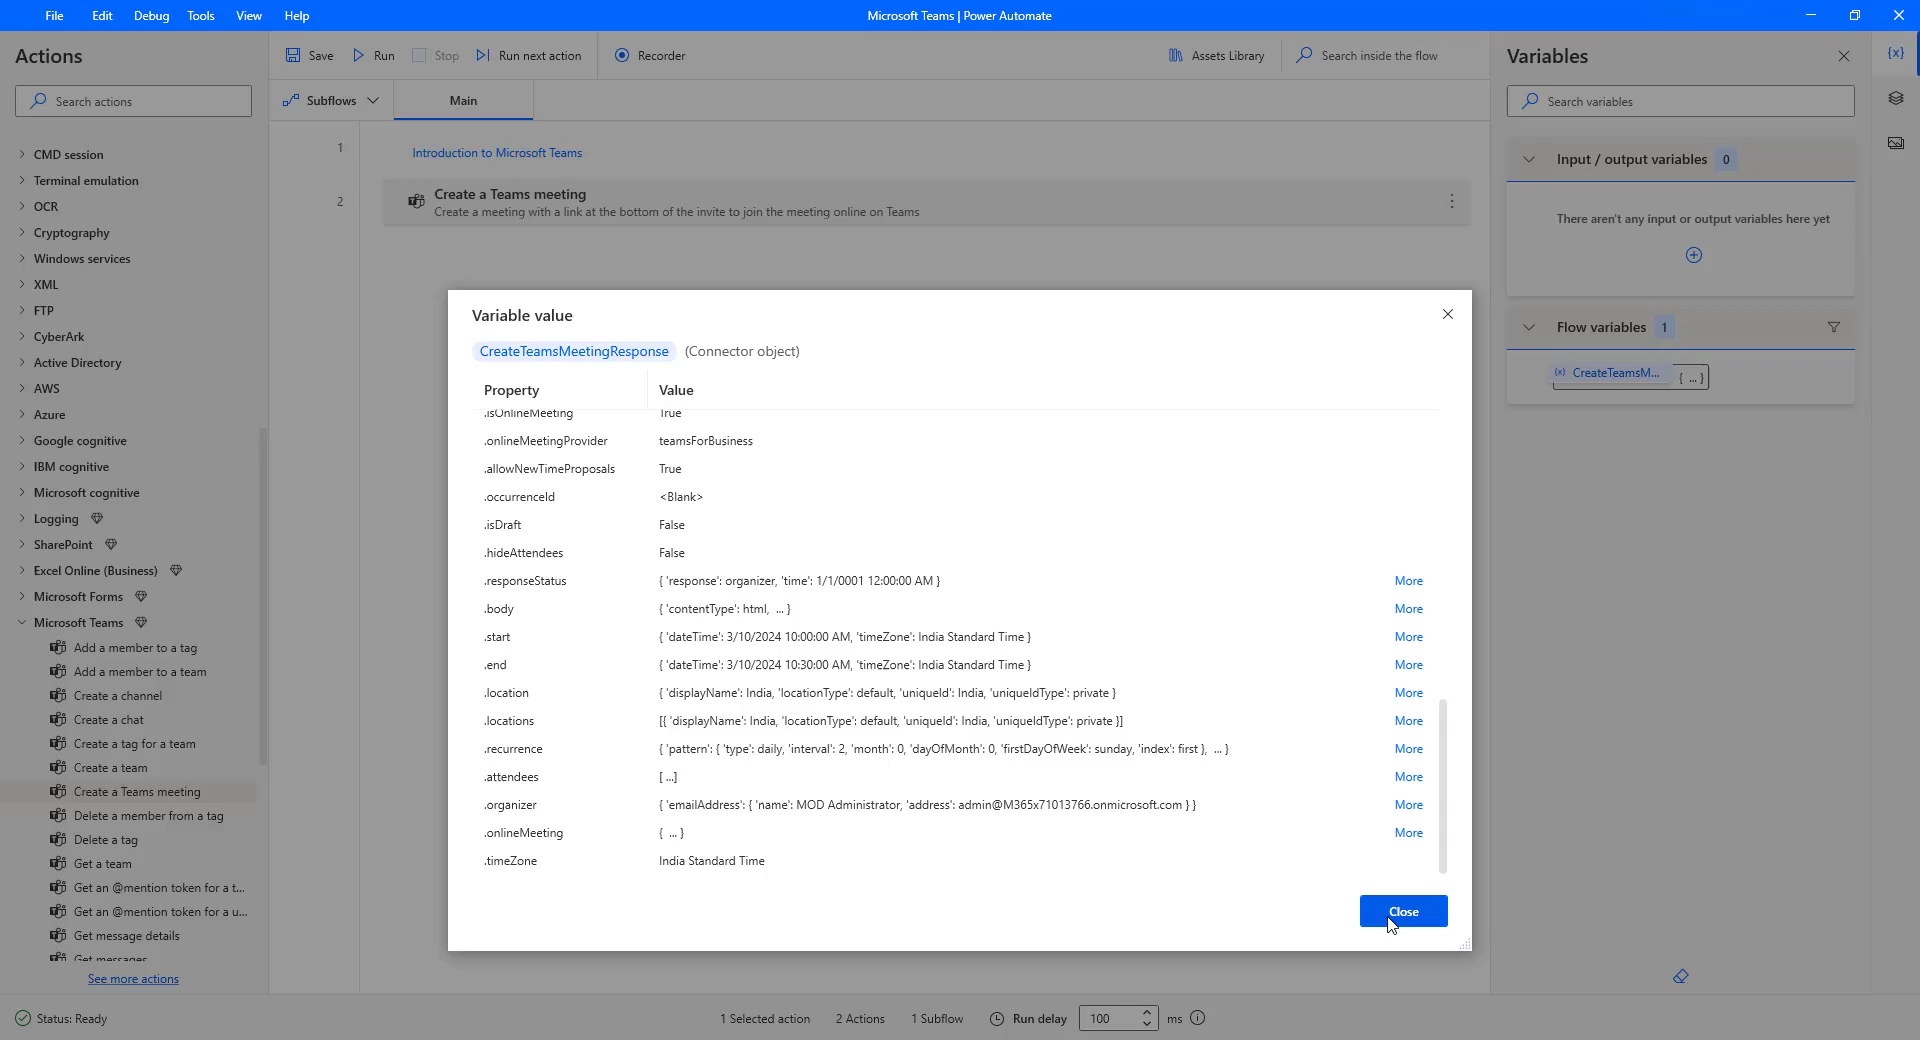 File Edit Debug Tools View Help
Microsoft Teams | Power Automate
Actions
Search actions
CMD session
Terminal emulation
OCR
Cryptography
Windows services
XML
FTP
CyberArk
Active Directory
AWS
Azure
Google cognitive
IBM cognitive
Microsoft cognitive
Logging
SharePoint
Excel Online (Business)
Microsoft Forms
Microsoft Teams
Add a member to a tag
Add a member to a team
Create a channel
Create a chat
Create a tag for a team
Create a team
Create a Teams meeting
Delete a member from a tag
Delete a tag
Get a team
Get an @mention token for a t...
Get an @mention token for a u...
Get message details
Get messages
See more actions
Save Run Stop Run next action Recorder Assets Library Search inside the flow
Subflows Main
1 Introduction to Microsoft Teams
2 Create a Teams meeting
Create a meeting with a link at the bottom of the invite to join the meeting online on Teams
Variable value
CreateTeamsMeetingResponse (Connector object)
Property Value
.isOnlineMeeting True
.onlineMeetingProvider teamsForBusiness
.allowNewTimeProposals True
.occurrenceId <Blank>
.isDraft False
.hideAttendees False
.responseStatus { 'response': organizer, 'time': 1/1/0001 12:00:00 AM } More
.body { 'contentType': html, ... } More
.start { 'dateTime': 3/10/2024 10:00:00 AM, 'timeZone': India Standard Time } More
.end { 'dateTime': 3/10/2024 10:30:00 AM, 'timeZone': India Standard Time } More
.location { 'displayName': India, 'locationType': default, 'uniqueId': India, 'uniqueIdType': private } More
.locations [{ 'displayName': India, 'locationType': default, 'uniqueId': India, 'uniqueIdType': private }] More
.recurrence { 'pattern': { 'type': daily, 'interval': 2, 'month': 0, 'dayOfMonth': 0, 'firstDayOfWeek': sunday, 'index': first }, ... } More
.attendees [ ...] More
.organizer { 'emailAddress': { 'name': MOD Administrator, 'address': admin@M365x71013766.onmicrosoft.com } } More
.onlineMeeting { ... } More
.timeZone India Standard Time
Close
Variables
{x}
Search variables
Input / output variables 0
There aren't any input or output variables here yet
Flow variables 1
{x} CreateTeamsM... { ... }
Status: Ready 1 Selected action 2 Actions 1 Subflow Run delay 100 ms